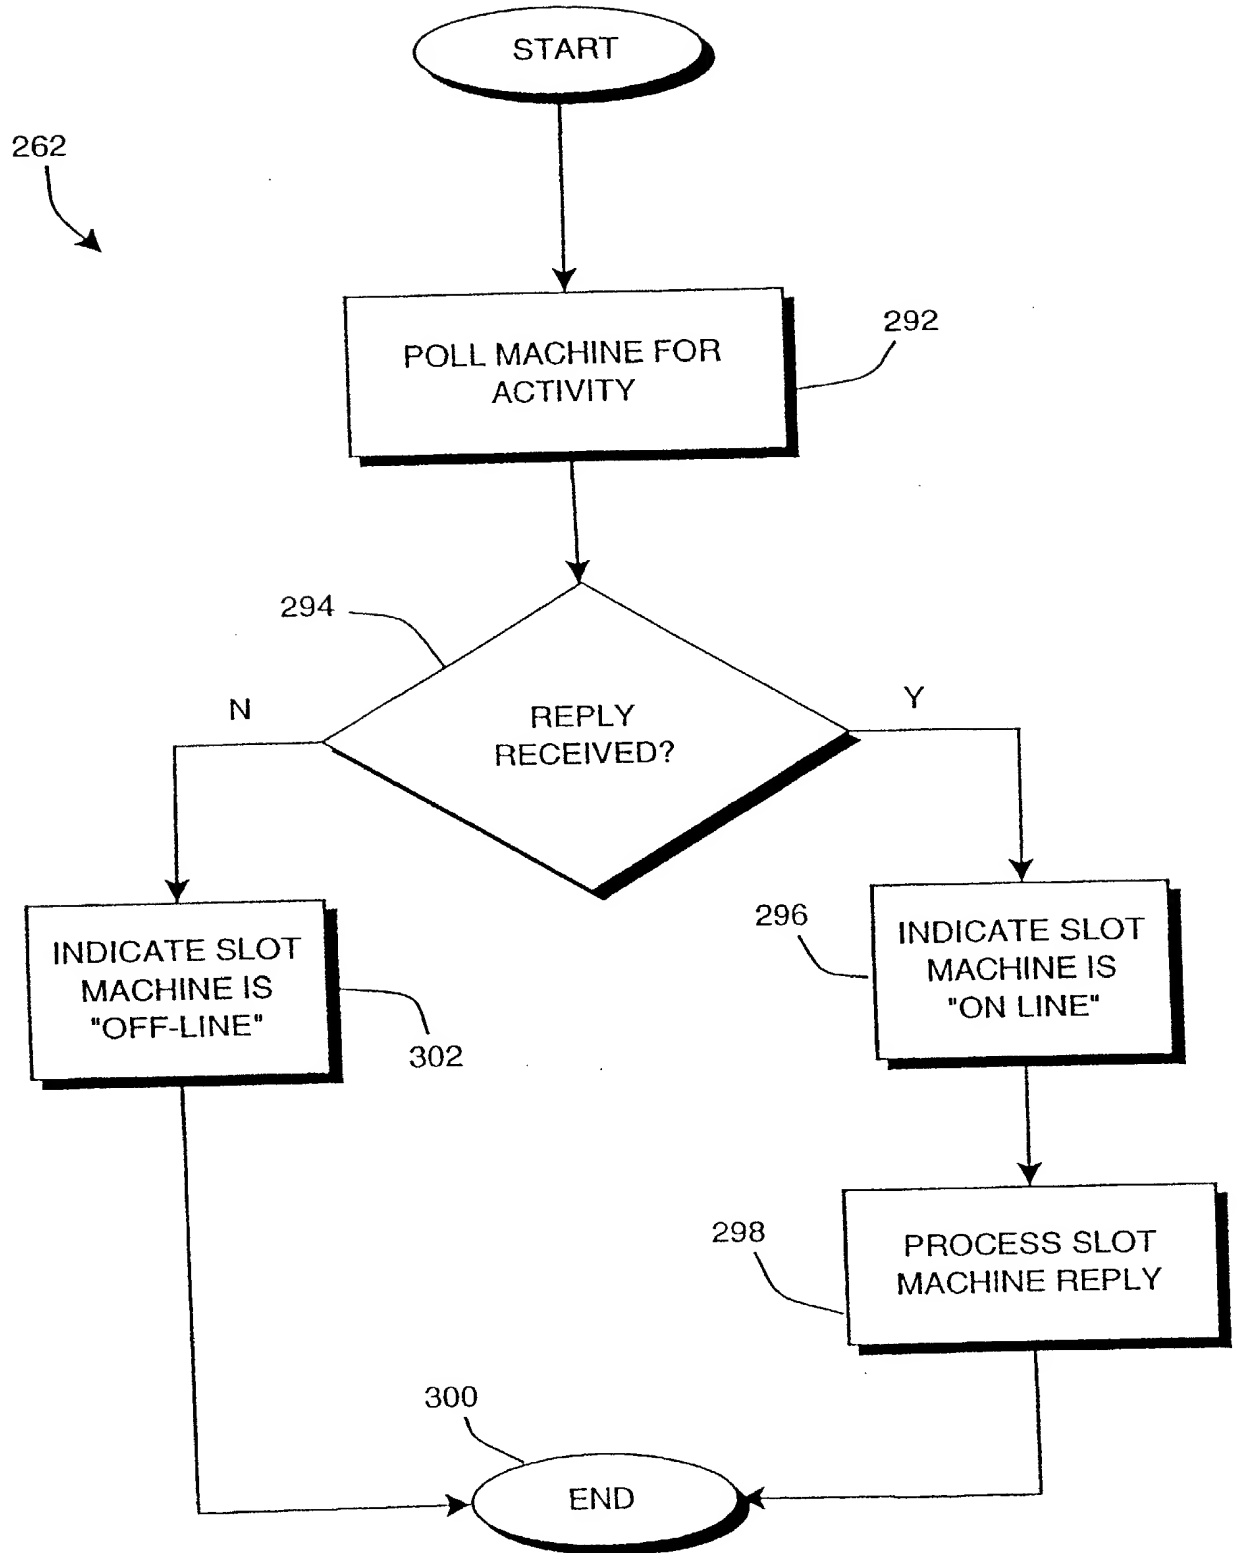 START
262
POLL MACHINE FOR
ACTIVITY
292
294
N
REPLY
RECEIVED?
Y
INDICATE SLOT
MACHINE IS
"OFF-LINE"
302
296
INDICATE SLOT
MACHINE IS
"ON LINE"
298
PROCESS SLOT
MACHINE REPLY
300
END